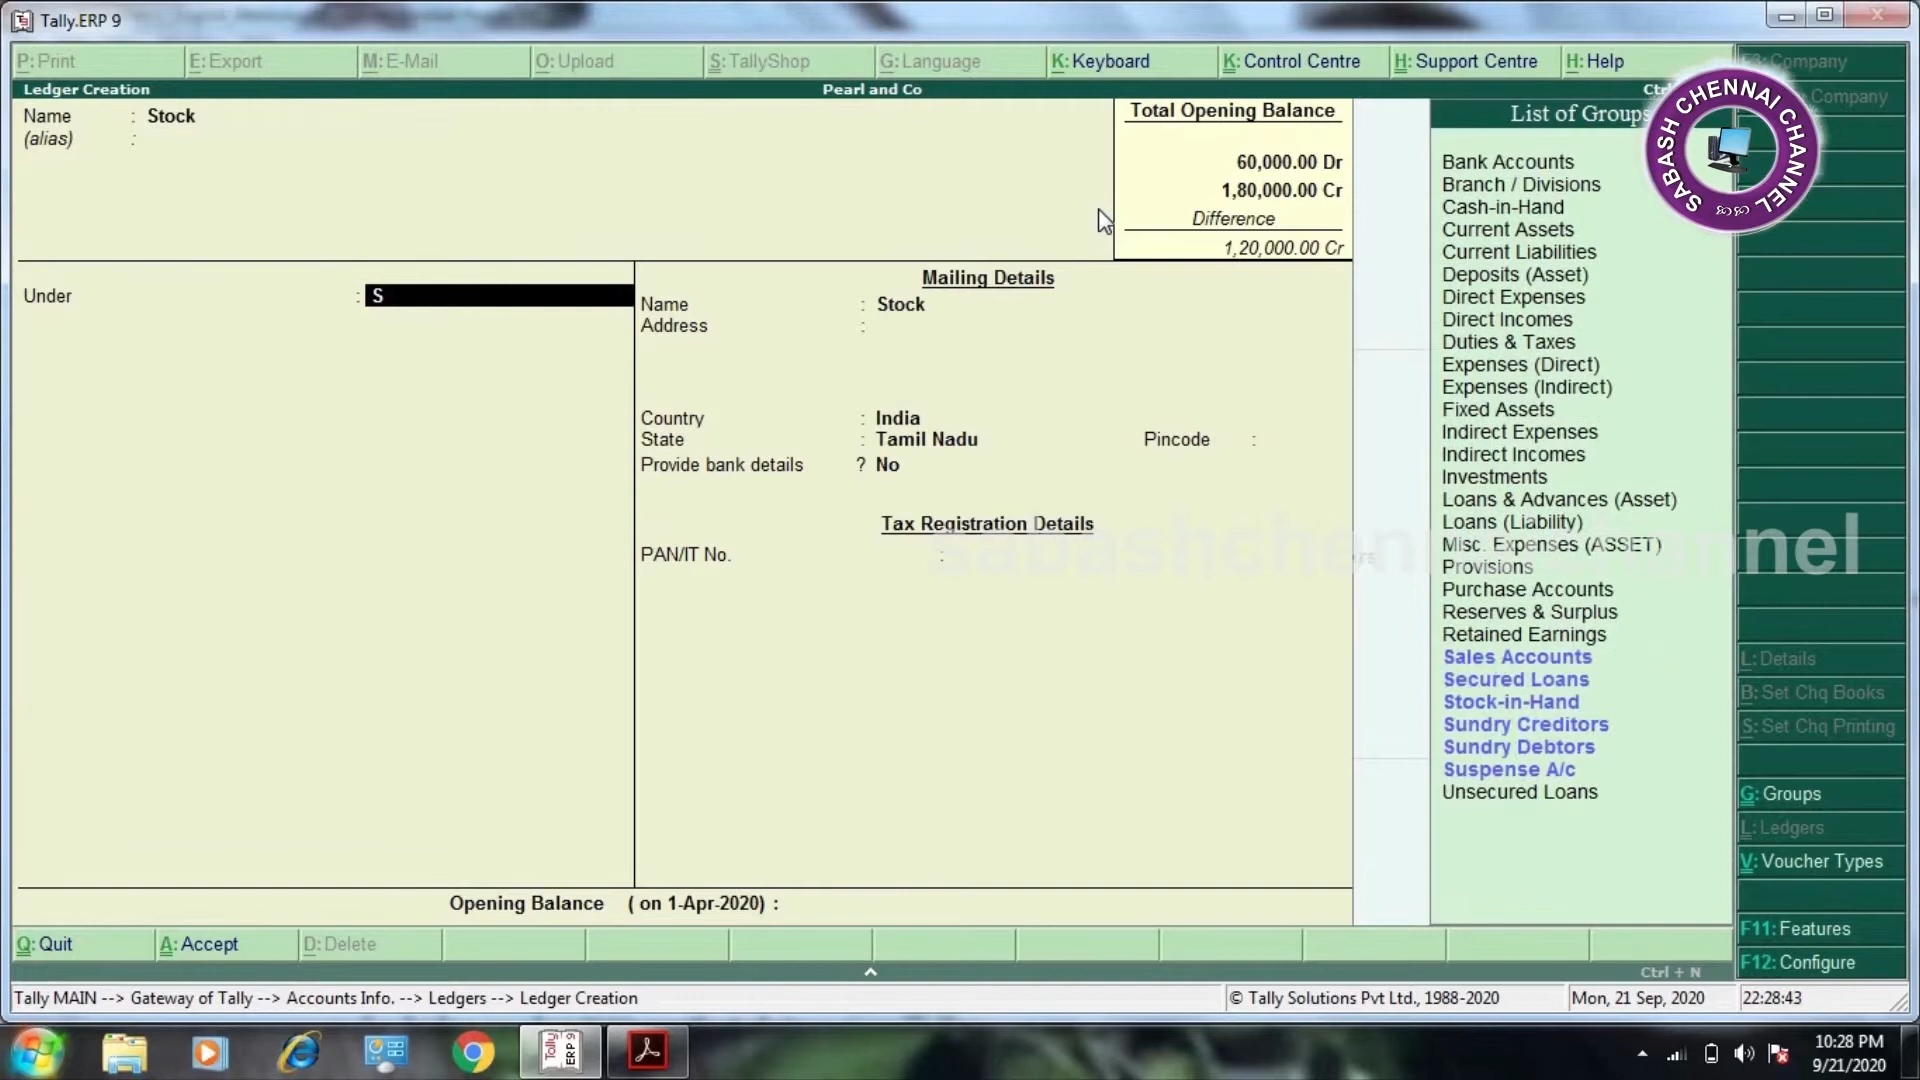 Tally.ERP 9
P: Print E: Export M: E-Mail O: Upload S: TallyShop G: Language K: Keyboard K: Control Centre H: Support Centre H: Help
Company
Company
Ledger Creation Pearl and Co
SABASH CHENNAI CHANNEL
Name : Stock
(alias) :
Total Opening Balance
60,000.00 Dr
1,80,000.00 Cr
Difference
1,20,000.00 Cr
Under : S
Mailing Details
Name : Stock
Address :
Country : India
State : Tamil Nadu Pincode :
Provide bank details ? No
Tax Registration Details
PAN/IT No. :
Opening Balance ( on 1-Apr-2020) :
List of Groups
Bank Accounts
Branch / Divisions
Cash-in-Hand
Current Assets
Current Liabilities
Deposits (Asset)
Direct Expenses
Direct Incomes
Duties & Taxes
Expenses (Direct)
Expenses (Indirect)
Fixed Assets
Indirect Expenses
Indirect Incomes
Investments
Loans & Advances (Asset)
Loans (Liability)
Misc. Expenses (ASSET)
Provisions
Purchase Accounts
Reserves & Surplus
Retained Earnings
Sales Accounts
Secured Loans
Stock-in-Hand
Sundry Creditors
Sundry Debtors
Suspense A/c
Unsecured Loans
sabashchennaichannel
L: Details
B: Set Chq Books
S: Set Chq Printing
G: Groups
L: Ledgers
V: Voucher Types
F11: Features
F12: Configure
Q: Quit A: Accept D: Delete
Ctrl + N
Tally MAIN --> Gateway of Tally --> Accounts Info. --> Ledgers --> Ledger Creation © Tally Solutions Pvt Ltd., 1988-2020 Mon, 21 Sep, 2020 22:28:43
Tally ERP 9
10:28 PM
9/21/2020